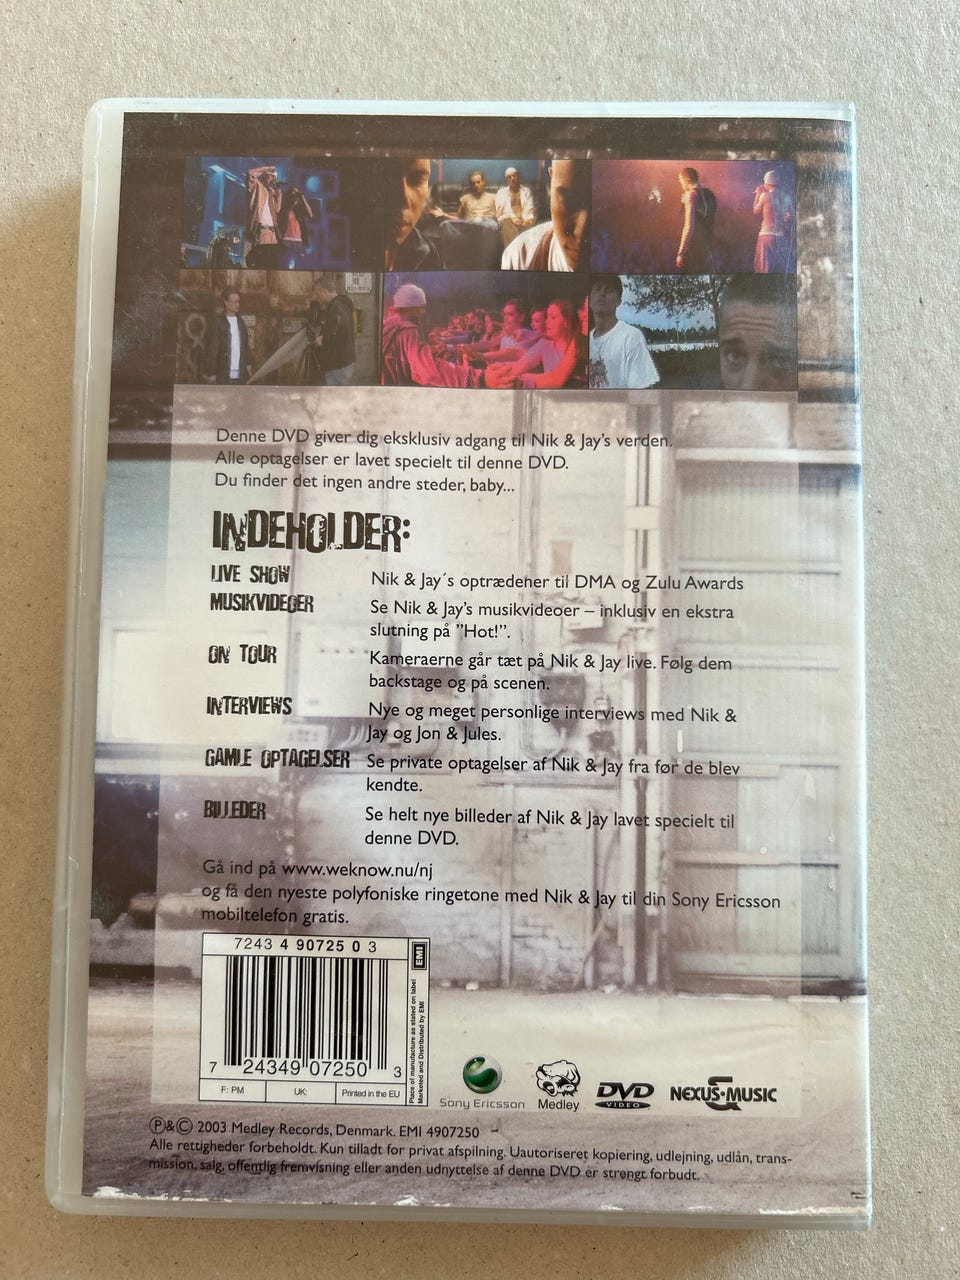 Denne DVD giver dig eksklusiv adgang til Nik & Jay's verden.
Alle optagelser er lavet specielt til denne DVD.
Du finder det ingen andre steder, baby...
INDEHOLDER:
LIVE SHOW Nik & Jay´s optrædener til DMA og Zulu Awards
MUSIKVIDEOER Se Nik & Jay's musikvideoer – inklusiv en ekstra
slutning på "Hot!".
ON TOUR Kameraerne går tæt på Nik & Jay live. Følg dem
backstage og på scenen.
INTERVIEWS Nye og meget personlige interviews med Nik &
Jay og Jon & Jules.
GAMLE OPTAGELSER Se private optagelser af Nik & Jay fra før de blev
kendte.
BILLEDER Se helt nye billeder af Nik & Jay lavet specielt til
denne DVD.
Gå ind på www.weknow.nu/nj
og få den nyeste polyfoniske ringetone med Nik & Jay til din Sony Ericsson
mobiltelefon gratis.
7243 4 90725 0 3
EMI
Place of manufacture as stated on label
Marketed and Distributed by EMI
7 24349 07250 3
F: PM UK: Printed in the EU
Sony Ericsson Medley DVD VIDEO NEXUS MUSIC
℗&© 2003 Medley Records, Denmark. EMI 4907250
Alle rettigheder forbeholdt. Kun tilladt for privat afspilning. Uautoriseret kopiering, udlejning, udlån, trans-
mission, salg, offentlig fremvisning eller anden udnyttelse af denne DVD er strengt forbudt.